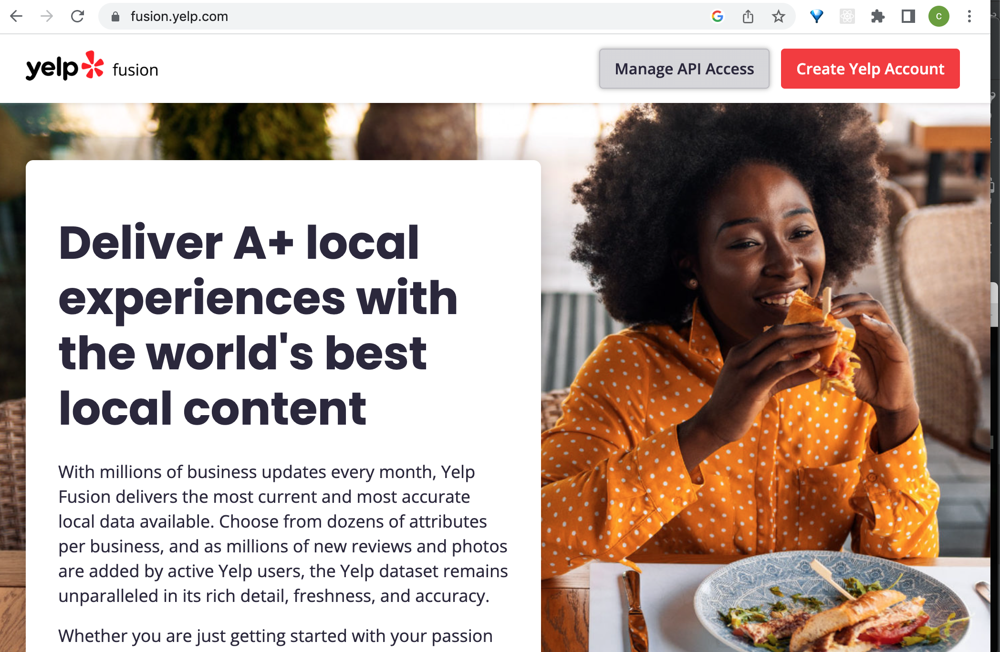 fusion.yelp.com
C
yelp fusion
Manage API Access
Create Yelp Account
Deliver A+ local
experiences with
the world's best
local content
With millions of business updates every month, Yelp
Fusion delivers the most current and most accurate
local data available. Choose from dozens of attributes
per business, and as millions of new reviews and photos
are added by active Yelp users, the Yelp dataset remains
unparalleled in its rich detail, freshness, and accuracy.
Whether you are just getting started with your passion